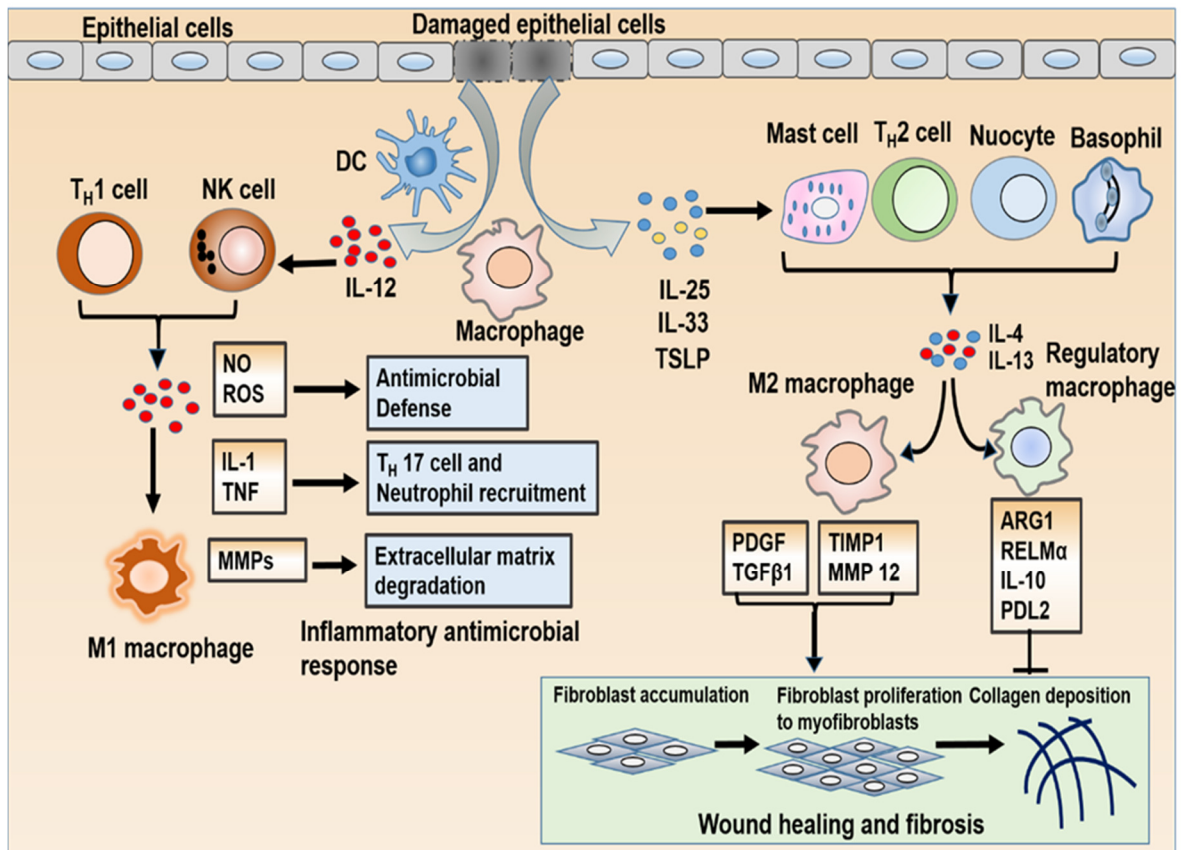 Epithelial cells
Damaged epithelial cells
DC
T_H1 cell
NK cell
IL-12
Macrophage
IL-25
IL-33
TSLP
Mast cell
T_H2 cell
Nuocyte
Basophil
IL-4
IL-13
M2 macrophage
Regulatory
macrophage
NO
ROS
Antimicrobial
Defense
IL-1
TNF
T_H 17 cell and
Neutrophil recruitment
MMPs
Extracellular matrix
degradation
M1 macrophage
Inflammatory antimicrobial
response
PDGF
TGFβ1
TIMP1
MMP 12
ARG1
RELMα
IL-10
PDL2
Fibroblast accumulation
Fibroblast proliferation
to myofibroblasts
Collagen deposition
Wound healing and fibrosis